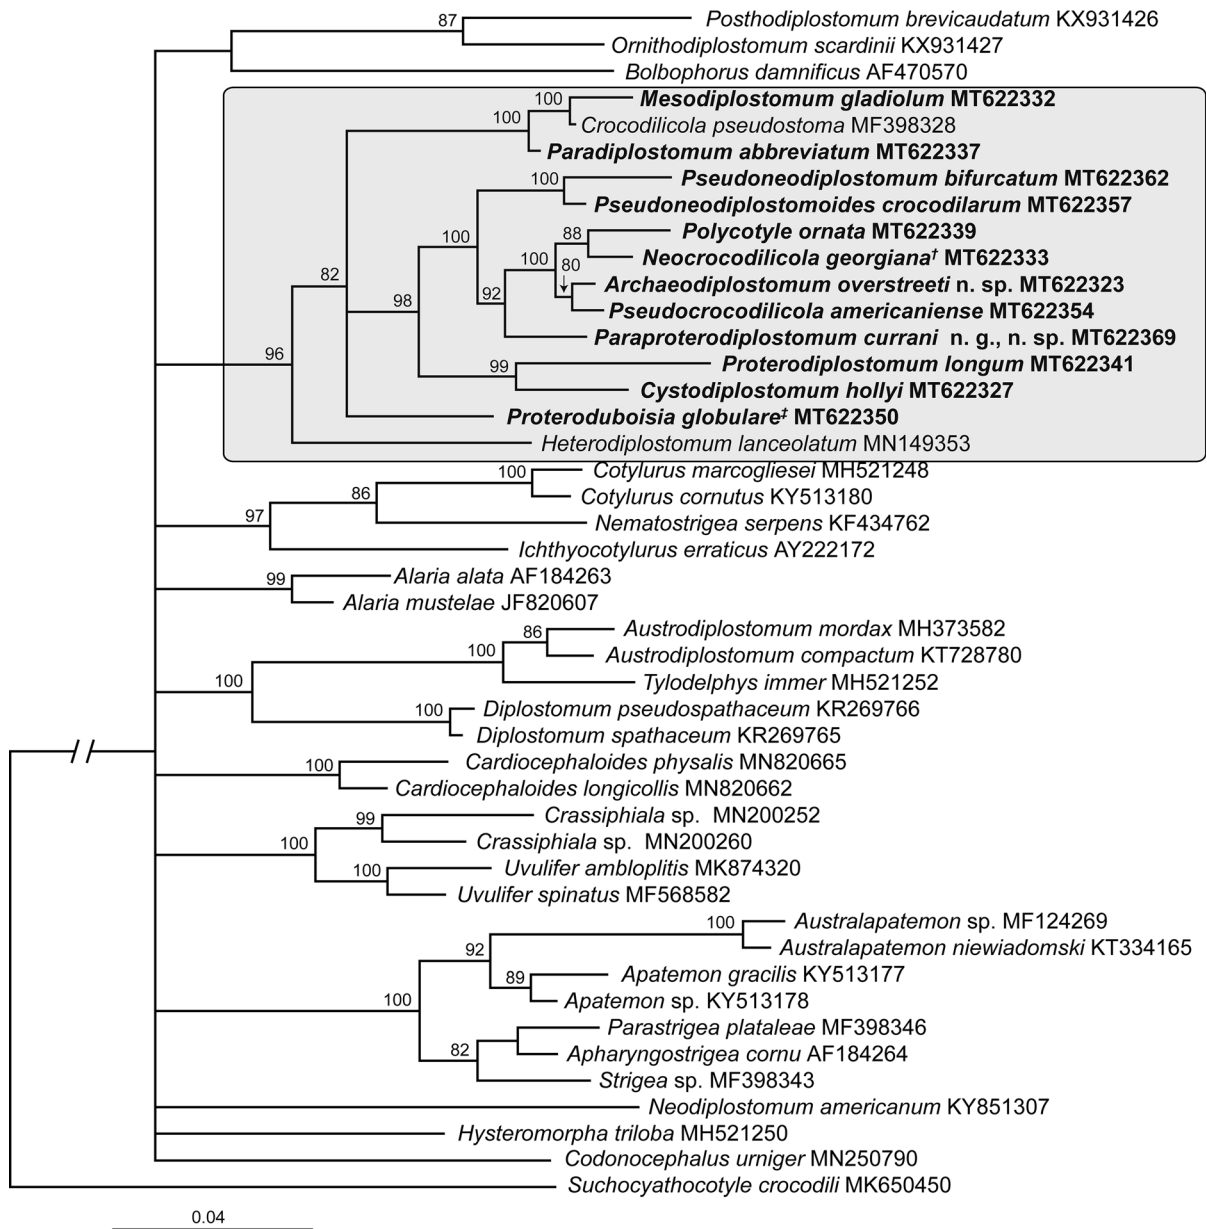 87
Posthodiplostomum brevicaudatum KX931426
Ornithodiplostomum scardinii KX931427
Bolbophorus damnificus AF470570
100
Mesodiplostomum gladiolum MT622332
100
Crocodilicola pseudostoma MF398328
Paradiplostomum abbreviatum MT622337
100
Pseudoneodiplostomum bifurcatum MT622362
Pseudoneodiplostomoides crocodilarum MT622357
100
88
Polycotyle ornata MT622339
100
80
Neocrocodilicola georgiana† MT622333
82
Archaeodiplostomum overstreeti n. sp. MT622323
98
92
Pseudocrocodilicola americaniense MT622354
Paraproterodiplostomum currani n. g., n. sp. MT622369
96
99
Proterodiplostomum longum MT622341
Cystodiplostomum hollyi MT622327
Proteroduboisia globulare‡ MT622350
Heterodiplostomum lanceolatum MN149353
100
Cotylurus marcogliesei MH521248
86
Cotylurus cornutus KY513180
97
Nematostrigea serpens KF434762
Ichthyocotylurus erraticus AY222172
99
Alaria alata AF184263
Alaria mustelae JF820607
86
Austrodiplostomum mordax MH373582
100
Austrodiplostomum compactum KT728780
100
Tylodelphys immer MH521252
100
Diplostomum pseudospathaceum KR269766
Diplostomum spathaceum KR269765
100
Cardiocephaloides physalis MN820665
Cardiocephaloides longicollis MN820662
99
Crassiphiala sp. MN200252
100
Crassiphiala sp. MN200260
100
Uvulifer ambloplitis MK874320
Uvulifer spinatus MF568582
100
Australapatemon sp. MF124269
92
Australapatemon niewiadomski KT334165
89
Apatemon gracilis KY513177
100
Apatemon sp. KY513178
Parastrigea plataleae MF398346
82
Apharyngostrigea cornu AF184264
Strigea sp. MF398343
Neodiplostomum americanum KY851307
Hysteromorpha triloba MH521250
Codonocephalus urniger MN250790
Suchocyathocotyle crocodili MK650450
0.04